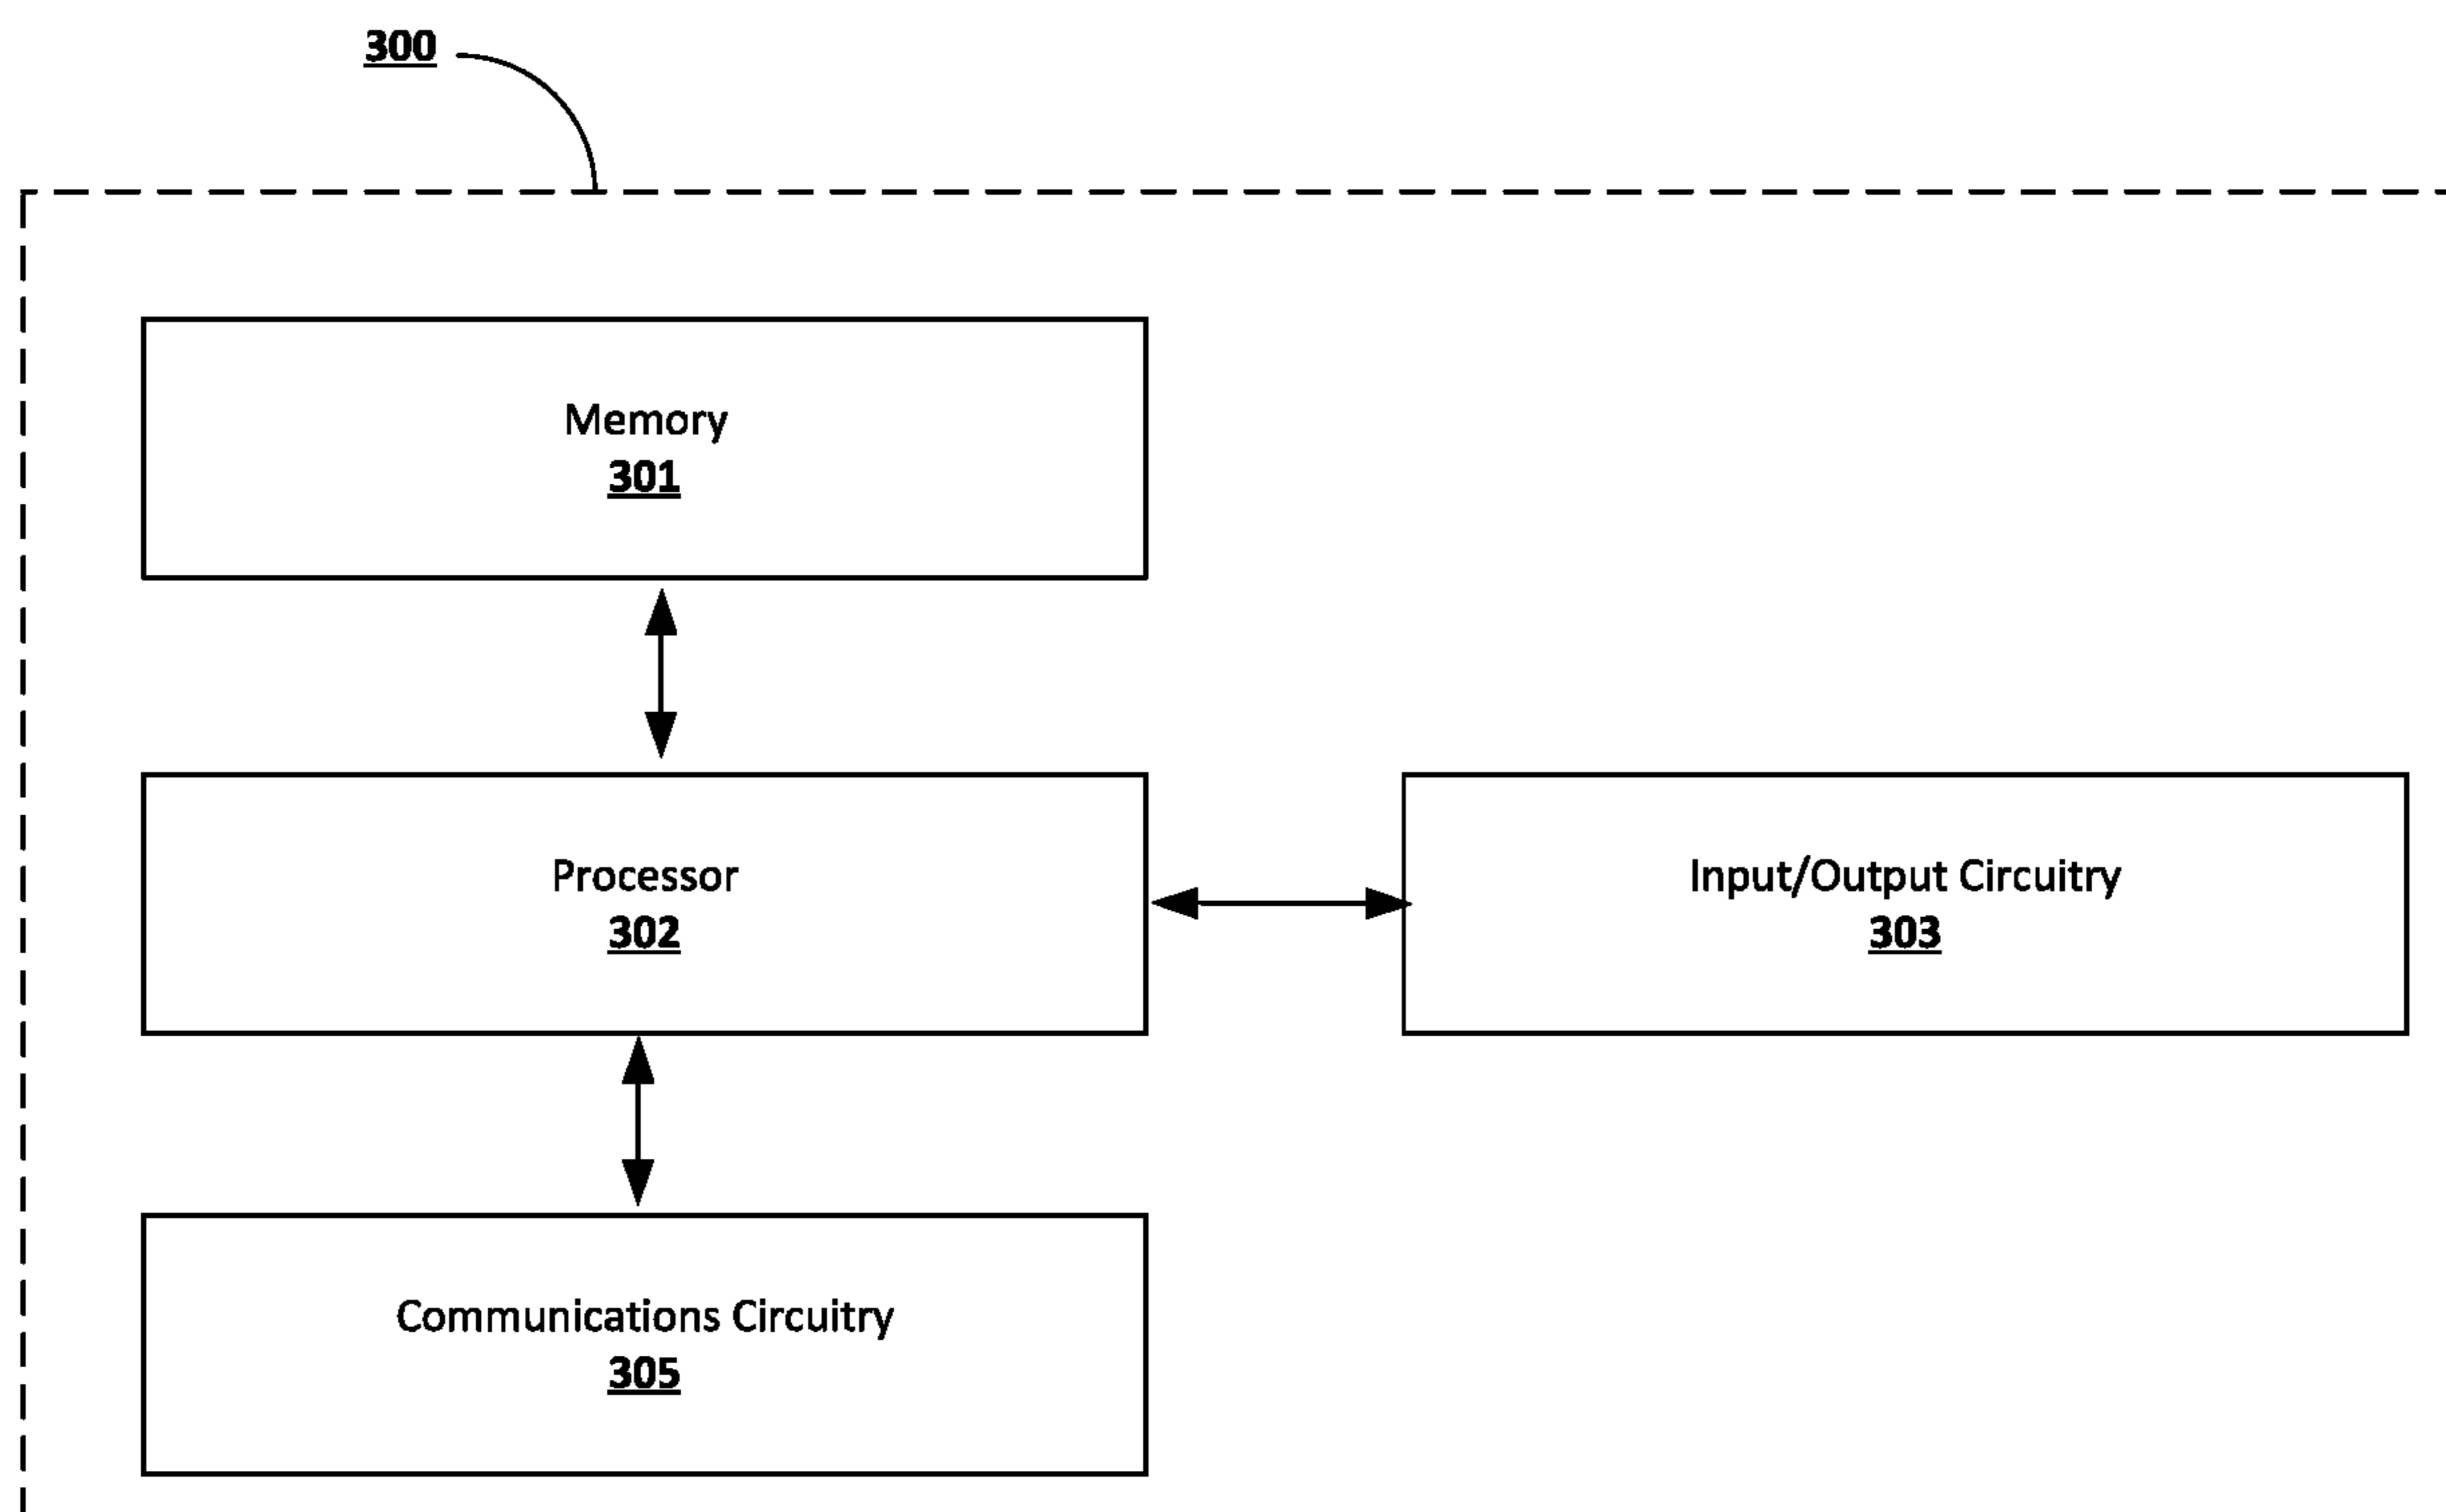 300
Memory
301
Processor
302
Input/Output Circuitry
303
Communications Circuitry
305